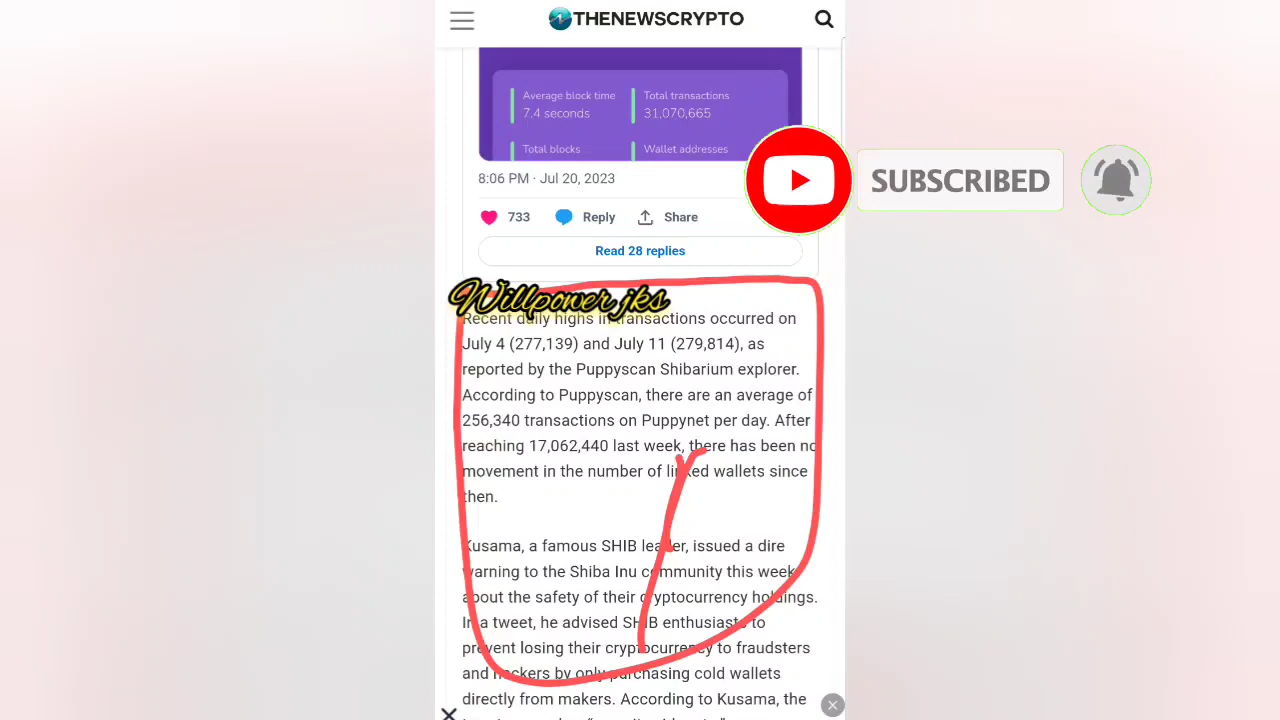 THENEWSCRYPTO
Average block time
Total transactions
7.4 seconds
31,070,665
Total blocks
Wallet addresses
8:06 PM · Jul 20, 2023
SUBSCRIBED
733 Reply Share
Read 28 replies
Willpower jks
Recent daily highs in transactions occurred on
July 4 (277,139) and July 11 (279,814), as
reported by the Puppyscan Shibarium explorer.
According to Puppyscan, there are an average of
256,340 transactions on Puppynet per day. After
reaching 17,062,440 last week, there has been no
movement in the number of linked wallets since
then.
Kusama, a famous SHIB leader, issued a dire
warning to the Shiba Inu community this week
about the safety of their cryptocurrency holdings.
In a tweet, he advised SHIB enthusiasts to
prevent losing their cryptocurrency to fraudsters
and hackers by only purchasing cold wallets
directly from makers. According to Kusama, the